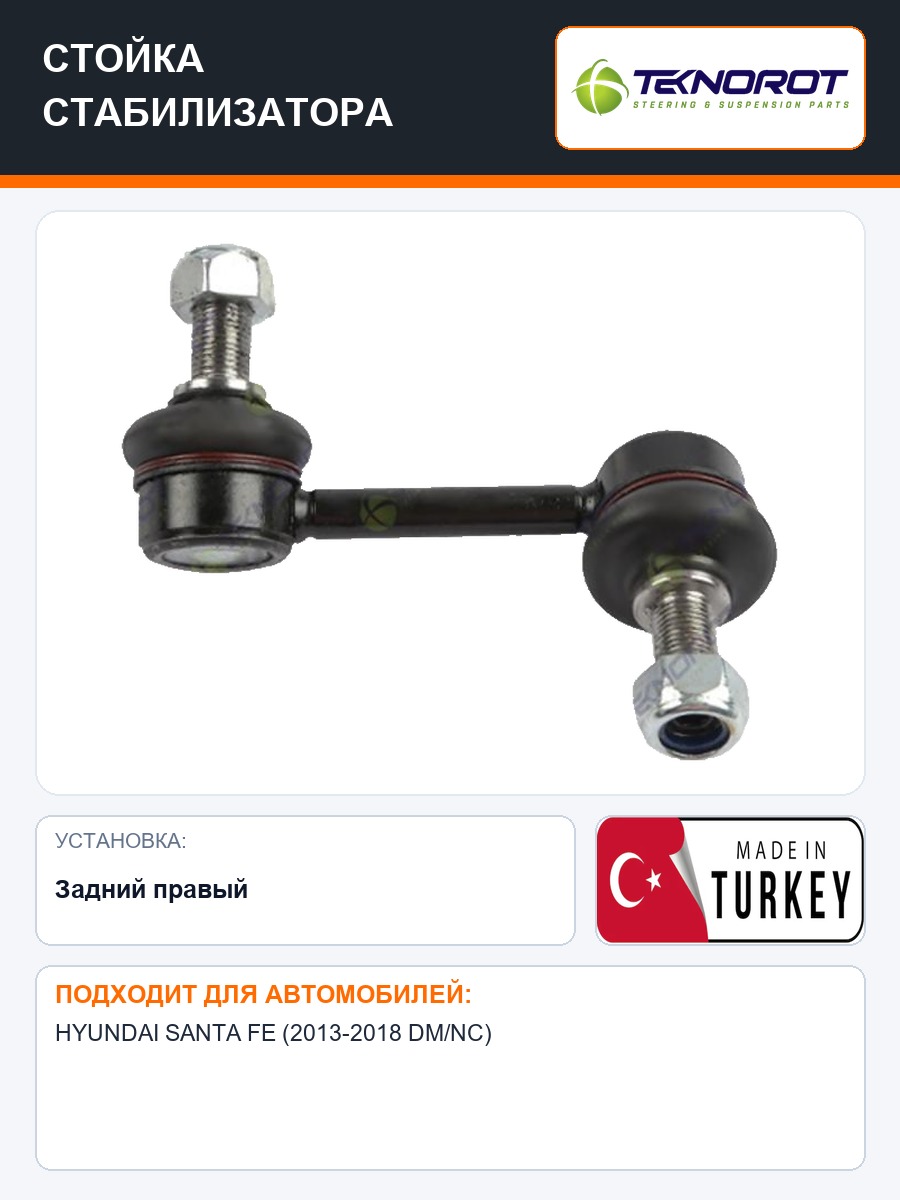 СТОЙКА
СТАБИЛИЗАТОРА
TEKNOROT
STEERING & SUSPENSION PARTS
УСТАНОВКА:
Задний правый
MADE IN
TURKEY
ПОДХОДИТ ДЛЯ АВТОМОБИЛЕЙ:
HYUNDAI SANTA FE (2013-2018 DM/NC)